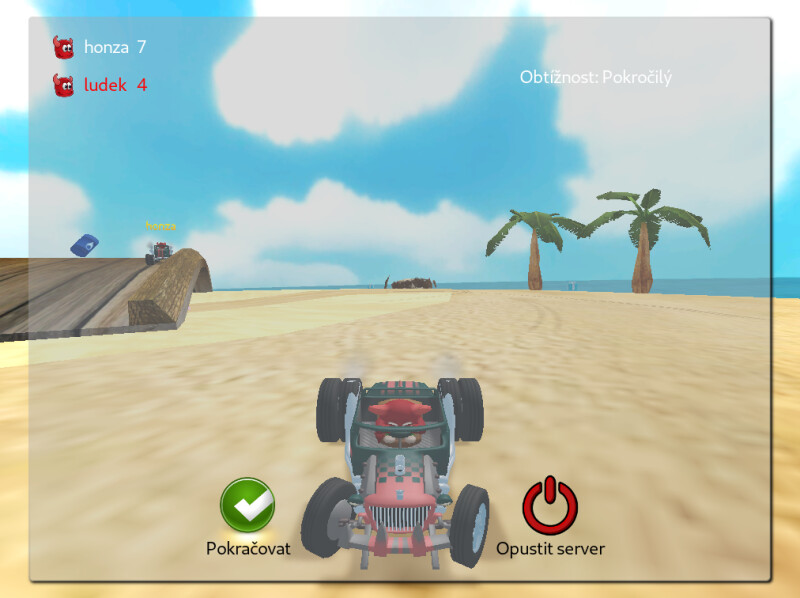 honza 7
ludek 4
Obtížnost: Pokročilý
honza
Pokračovat
Opustit server